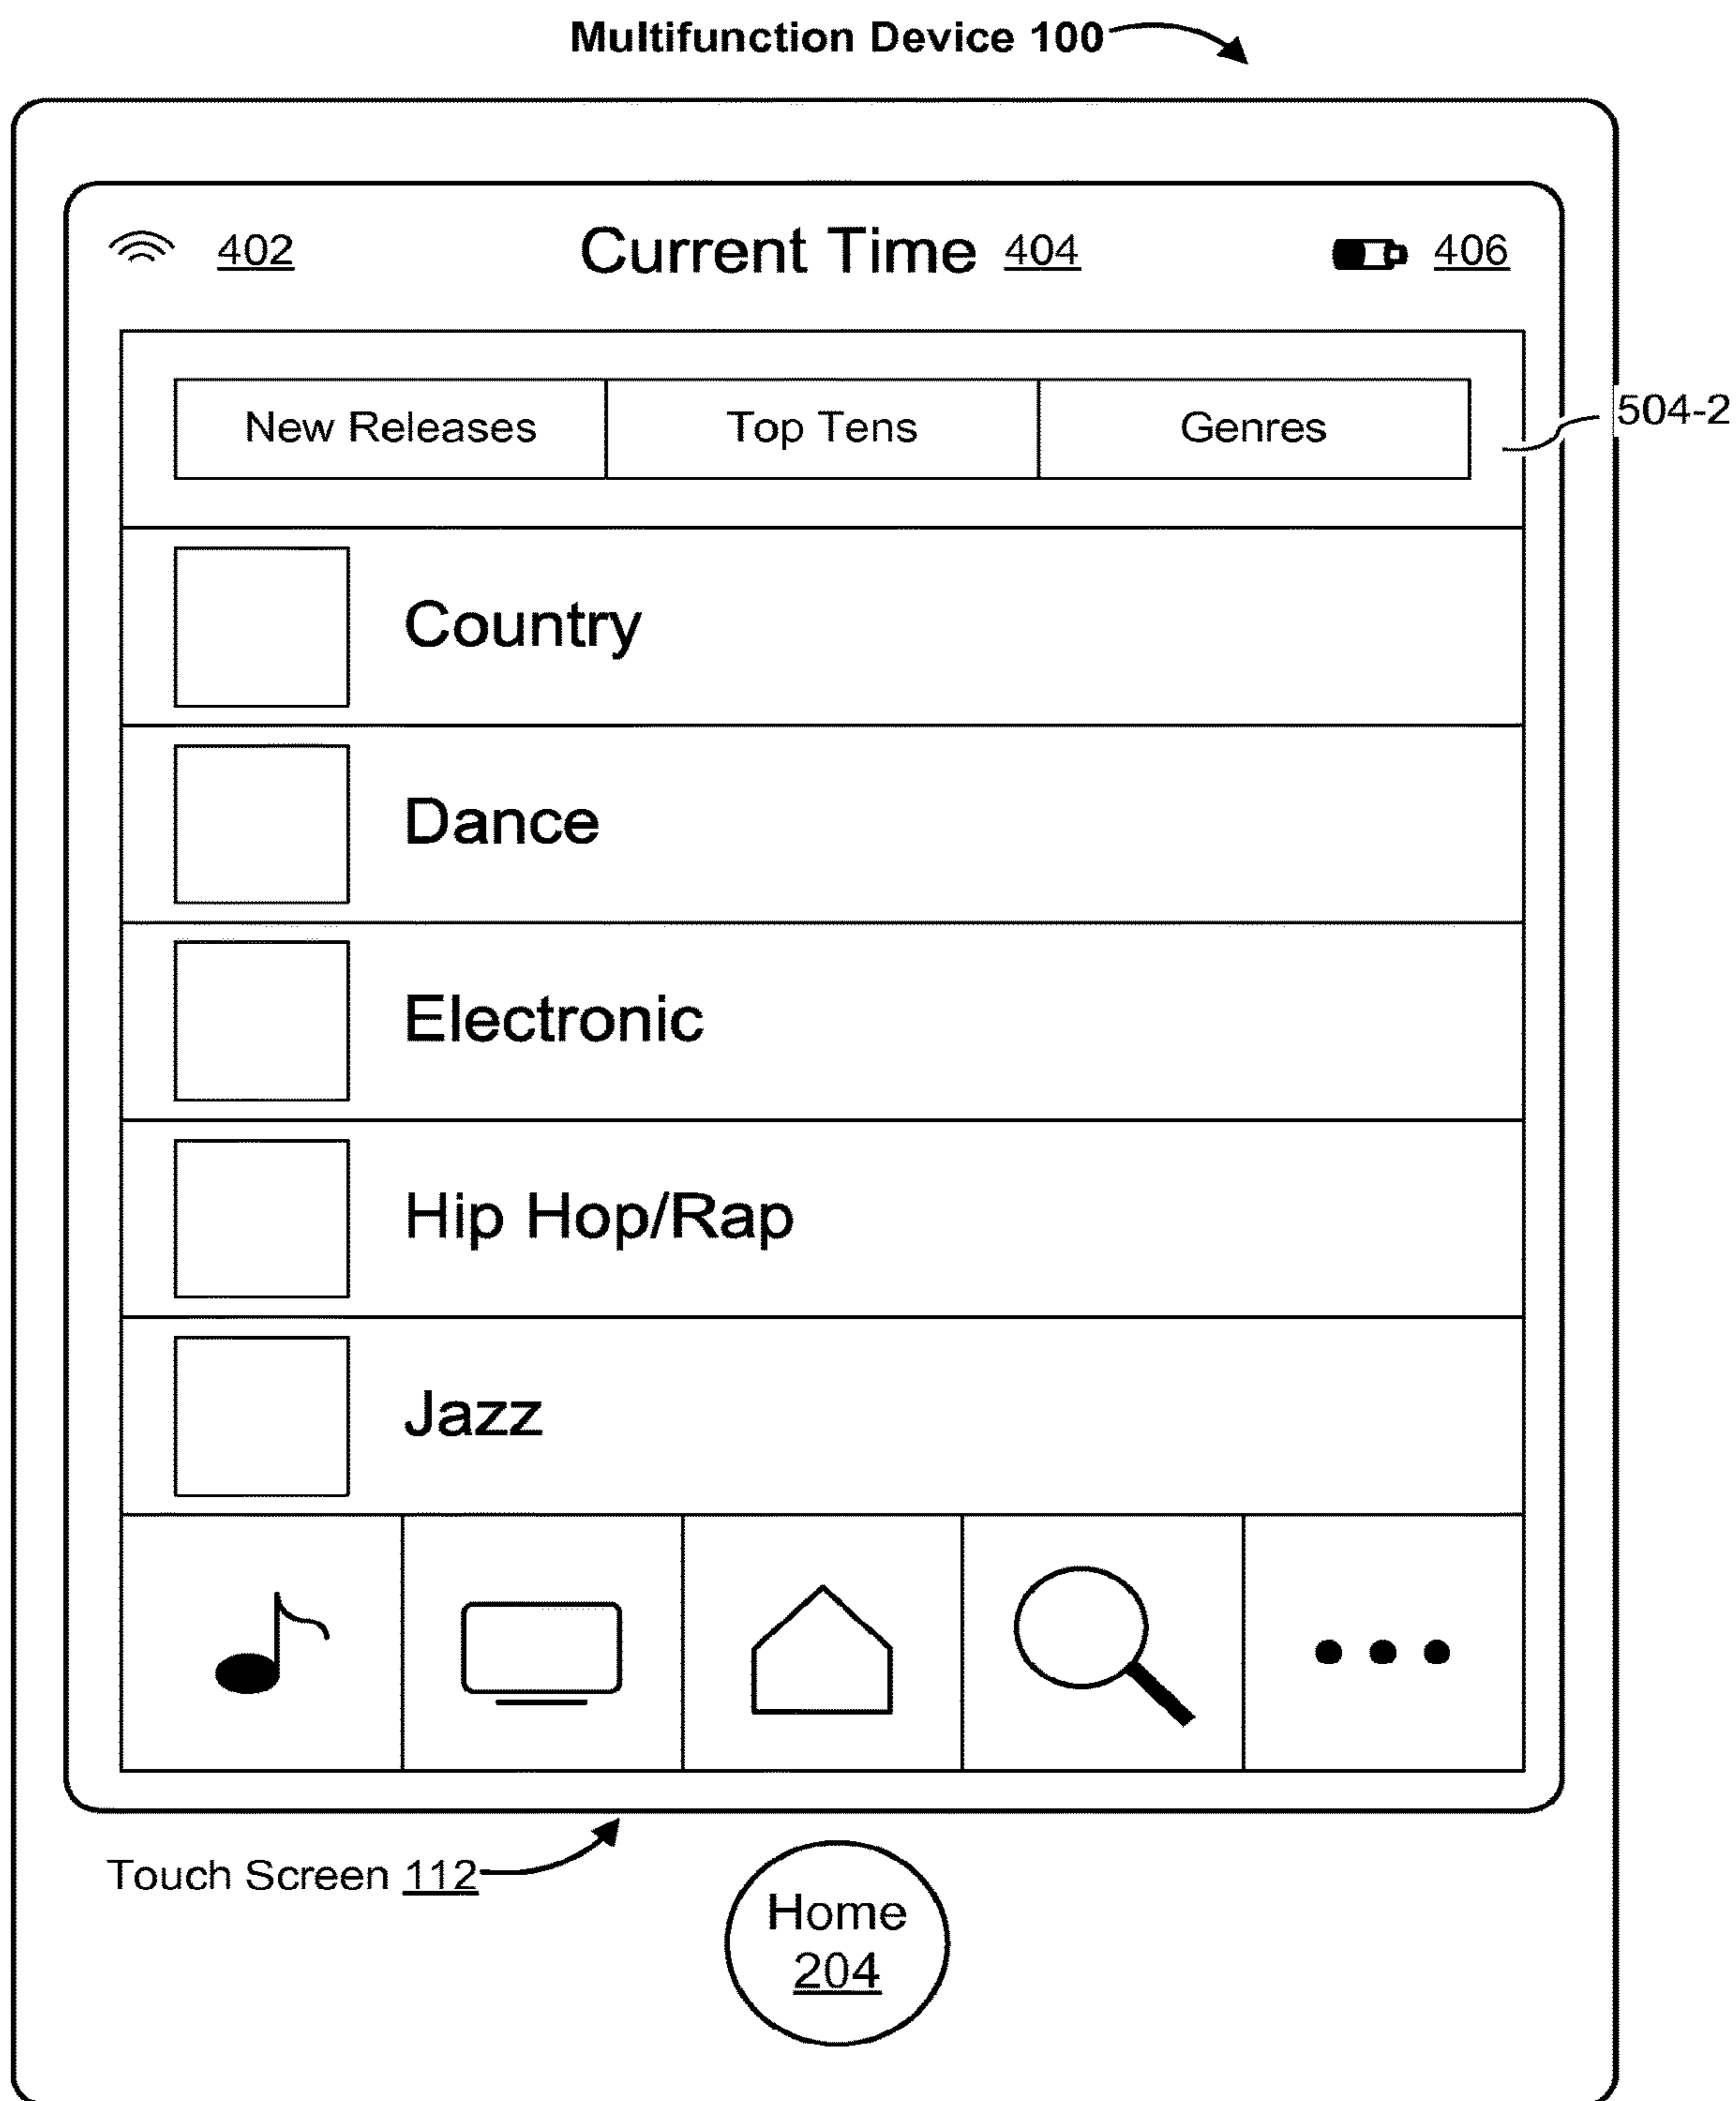 Multifunction Device 100
402 Current Time 404 406
New Releases Top Tens Genres
504-2
Country
Dance
Electronic
Hip Hop/Rap
Jazz
Touch Screen 112
Home
204